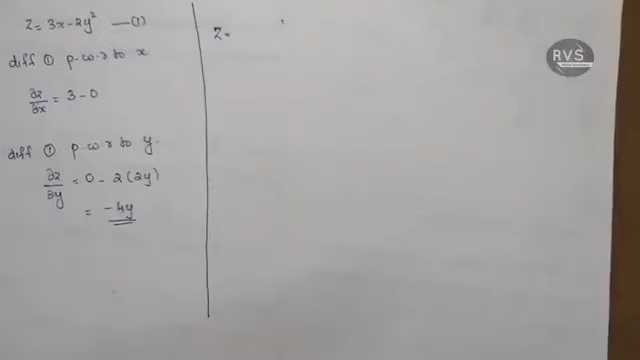 Z = 3x - 2y² — (1)
diff ① p.w.r to x
∂z/∂x = 3 - 0
diff ① p.w.r to y.
∂z/∂y = 0 - 2(2y)
= -4y
Z =
RVS